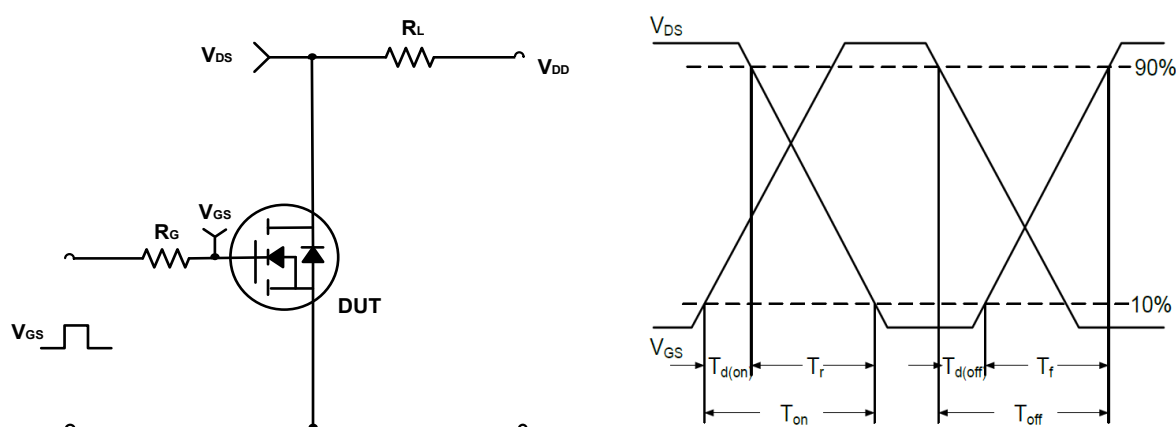 RL
VDS
VDD
VGS
RG
DUT
VGS
VDS
90%
10%
VGS
Td(on) Tr Td(off) Tf
Ton Toff